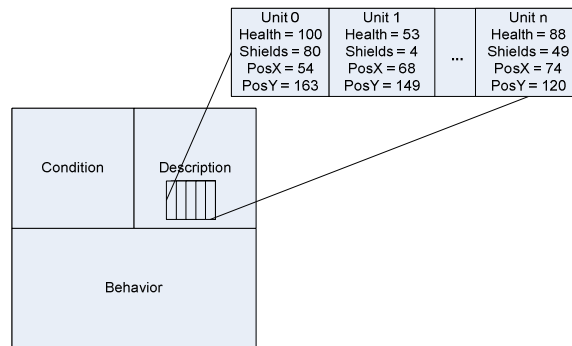 Unit 0
Health = 100
Shields = 80
PosX = 54
PosY = 163
Unit 1
Health = 53
Shields = 4
PosX = 68
PosY = 149
...
Unit n
Health = 88
Shields = 49
PosX = 74
PosY = 120
Condition
Description
Behavior